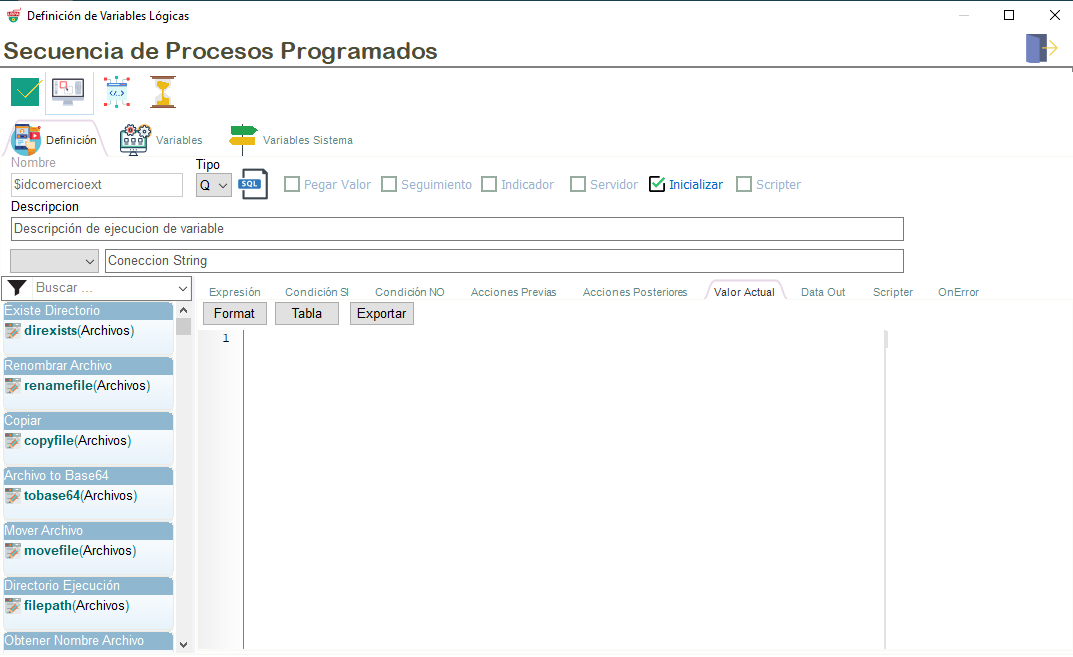 Definición de Variables Lógicas
Secuencia de Procesos Programados
Definición
Variables
Variables Sistema
Nombre
Tipo
$idcomercioext
Q
SQL
Pegar Valor
Seguimiento
Indicador
Servidor
Inicializar
Scripter
Descripcion
Descripción de ejecucion de variable
Coneccion String
Buscar ...
Expresión
Condición SI
Condición NO
Acciones Previas
Acciones Posteriores
Valor Actual
Data Out
Scripter
OnError
Format
Tabla
Exportar
1
Existe Directorio
direxists(Archivos)
Renombrar Archivo
renamefile(Archivos)
Copiar
copyfile(Archivos)
Archivo to Base64
tobase64(Archivos)
Mover Archivo
movefile(Archivos)
Directorio Ejecución
filepath(Archivos)
Obtener Nombre Archivo